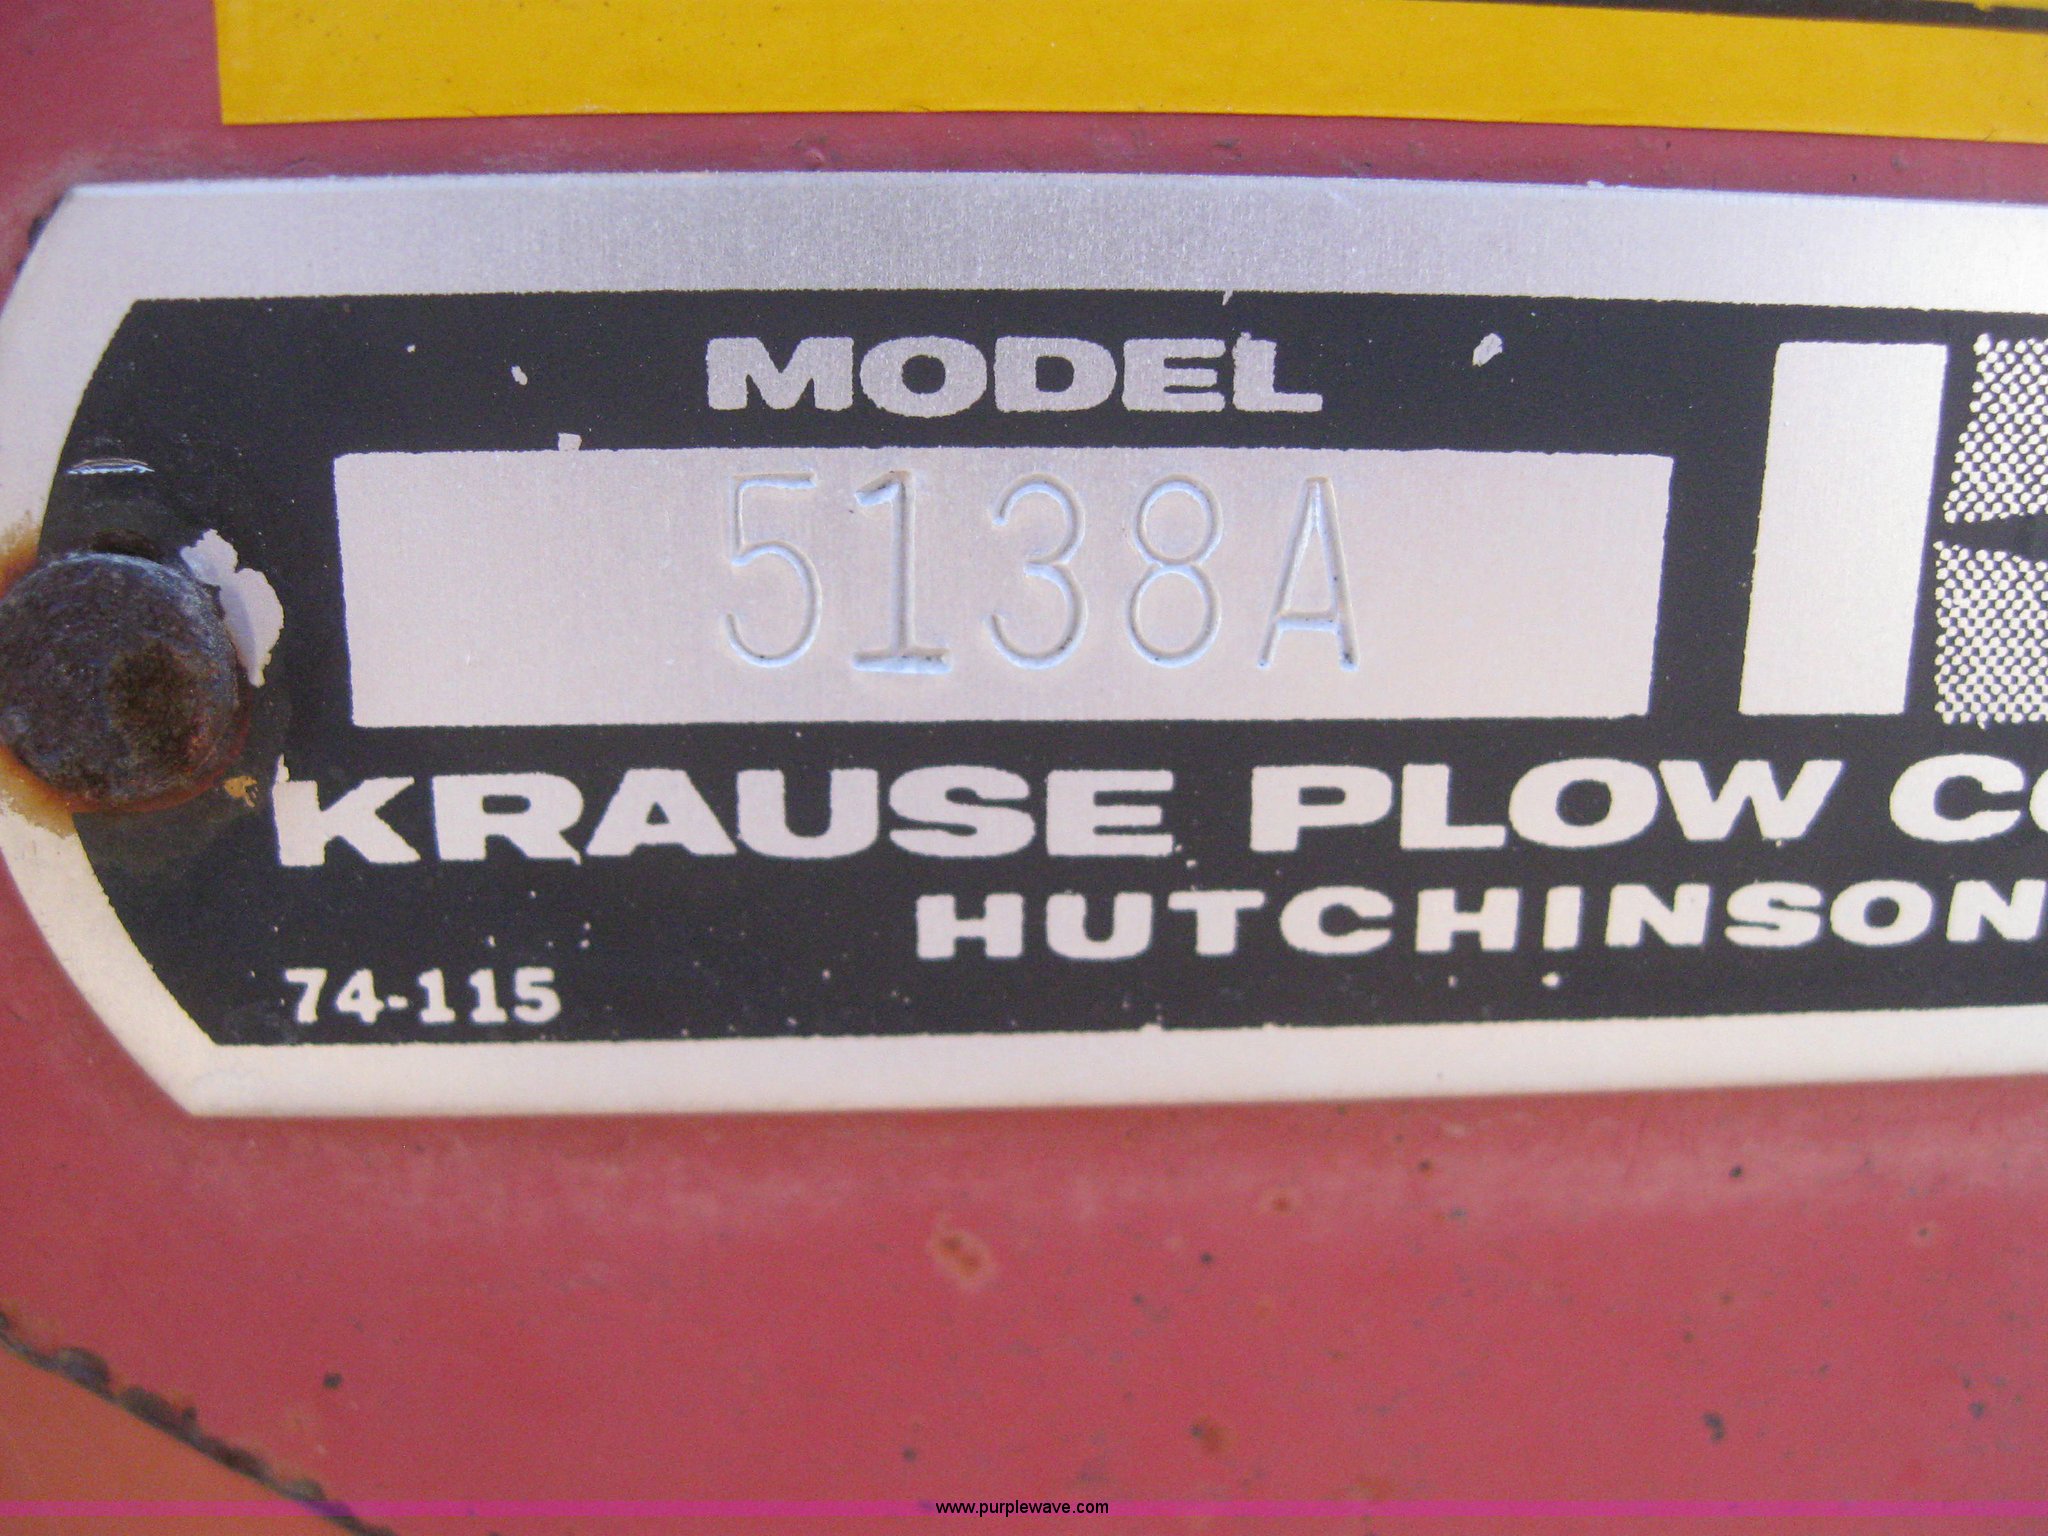 MODEL
5138A
KRAUSE PLOW CO
HUTCHINSON
74-115
www.purplewave.com